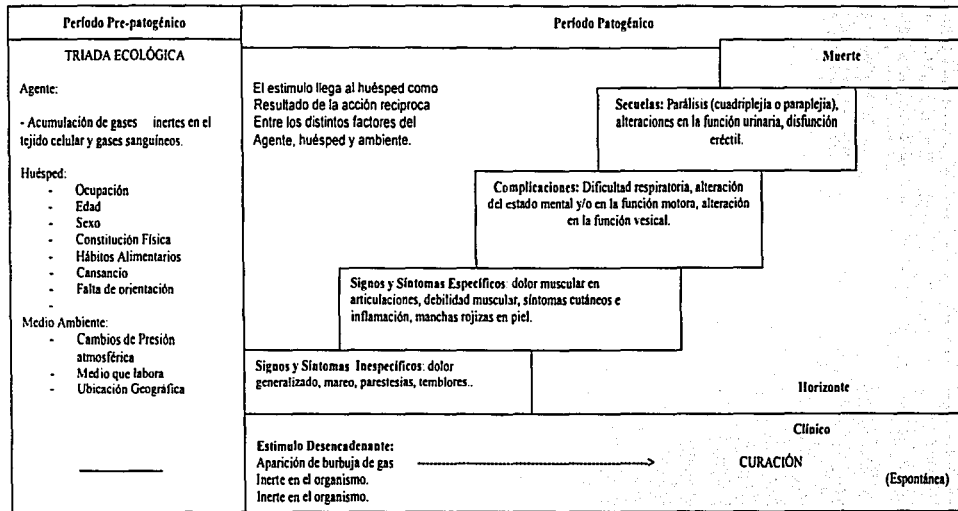 Período Pre-patogénico
Período Patogénico
TRIADA ECOLÓGICA
Agente:
- Acumulación de gases inertes en el
tejido celular y gases sanguíneos.
Huésped:
- Ocupación
- Edad
- Sexo
- Constitución Física
- Hábitos Alimentarios
- Cansancio
- Falta de orientación
-
Medio Ambiente:
- Cambios de Presión
atmosférica
- Medio que labora
- Ubicación Geográfica
El estimulo llega al huésped como
Resultado de la acción reciproca
Entre los distintos factores del
Agente, huésped y ambiente.
Muerte
Secuelas: Parálisis (cuadriplejía o paraplejia),
alteraciones en la función urinaria, disfunción
eréctil.
Complicaciones: Dificultad respiratoria, alteración
del estado mental y/o en la función motora, alteración
en la función vesical.
Signos y Síntomas Específicos: dolor muscular en
articulaciones, debilidad muscular, síntomas cutáneos e
inflamación, manchas rojizas en piel.
Signos y Síntomas Inespecíficos: dolor
generalizado, mareo, parestesias, temblores..
Horizonte
Clínico
Estimulo Desencadenante:
Aparición de burbuja de gas
Inerte en el organismo.
Inerte en el organismo.
CURACIÓN
(Espontánea)